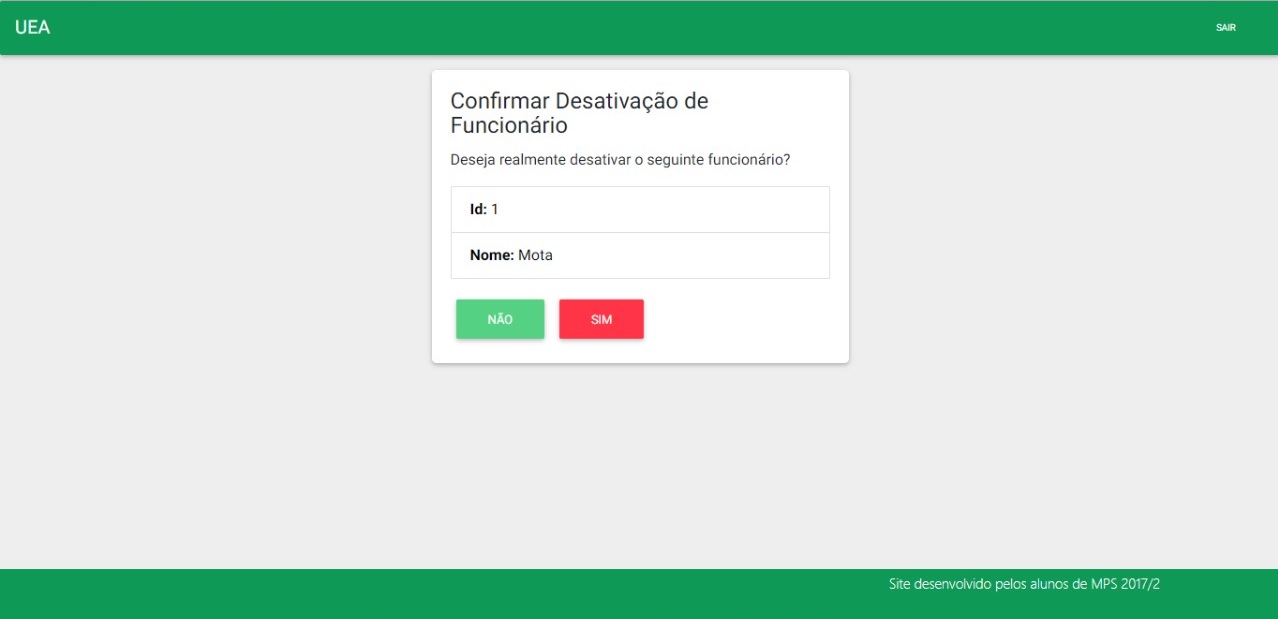 UEA
SAIR
Confirmar Desativação de
Funcionário
Deseja realmente desativar o seguinte funcionário?
Id: 1
Nome: Mota
NÃO
SIM
Site desenvolvido pelos alunos de MPS 2017/2